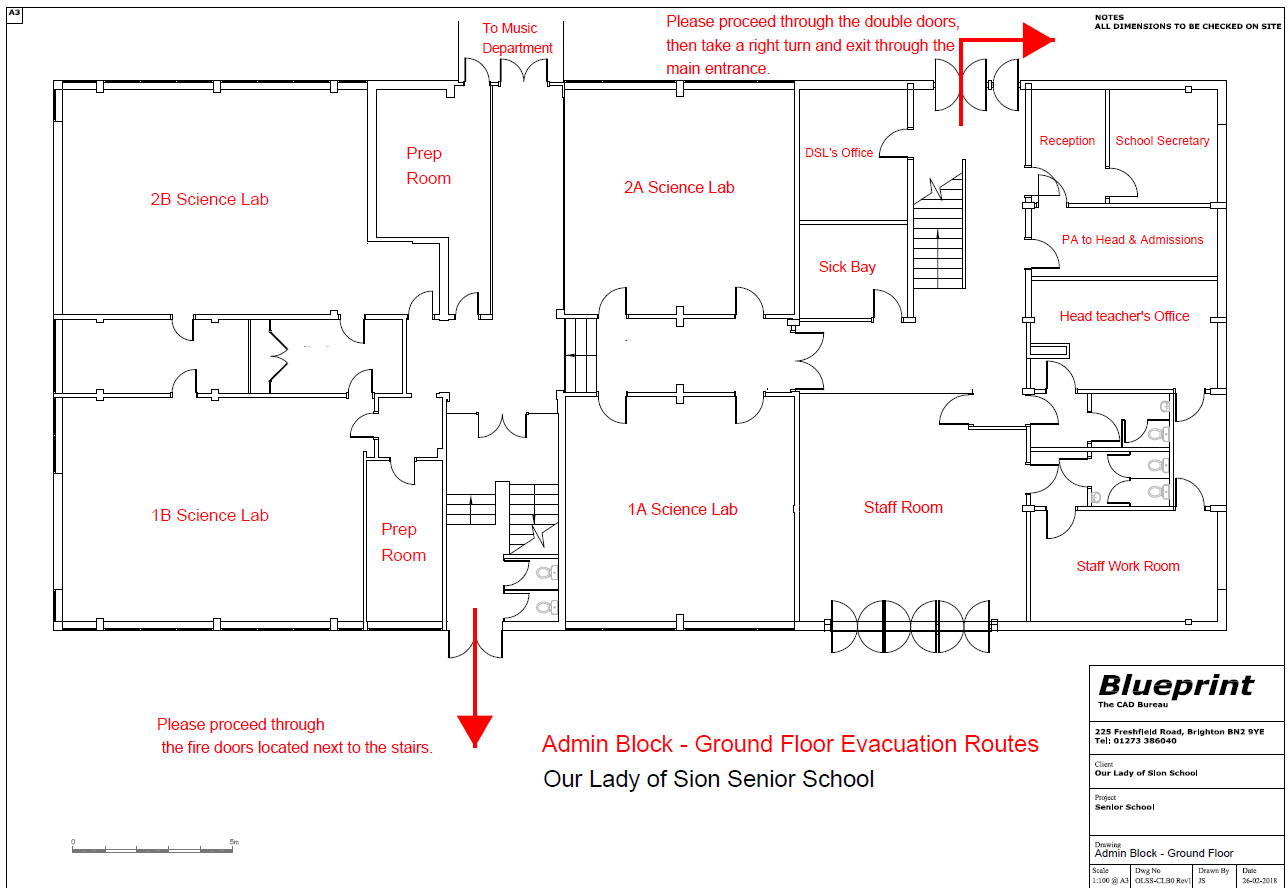 A3
To Music
Department
Please proceed through the double doors,
then take a right turn and exit through the
main entrance.
NOTES
ALL DIMENSIONS TO BE CHECKED ON SITE
Prep
Room
2B Science Lab
2A Science Lab
DSL's Office
Reception
School Secretary
PA to Head & Admissions
Sick Bay
Head teacher's Office
1B Science Lab
Prep
Room
1A Science Lab
Staff Room
Staff Work Room
Please proceed through
the fire doors located next to the stairs.
Admin Block - Ground Floor Evacuation Routes
Our Lady of Sion Senior School
0
5m
Blueprint
The CAD Bureau
225 Freshfield Road, Brighton BN2 9YE
Tel: 01273 386040
Client
Our Lady of Sion School
Project
Senior School
Drawing
Admin Block - Ground Floor
Scale
1:100 @ A3
Dwg No
OLSS-CLB0 Rev1
Drawn By
JS
Date
26-02-2018